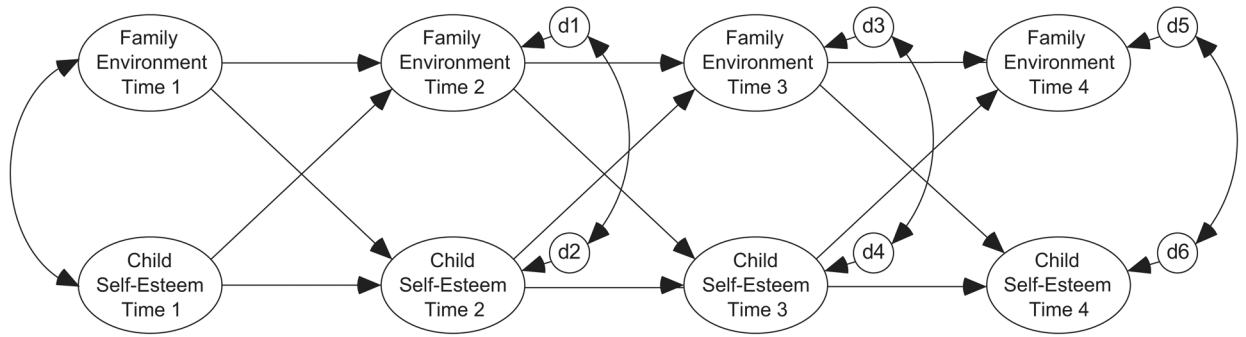 Family
Environment
Time 1
Family
Environment
Time 2
d1
Family
Environment
Time 3
d3
Family
Environment
Time 4
d5
Child
Self-Esteem
Time 1
Child
Self-Esteem
Time 2
d2
Child
Self-Esteem
Time 3
d4
Child
Self-Esteem
Time 4
d6